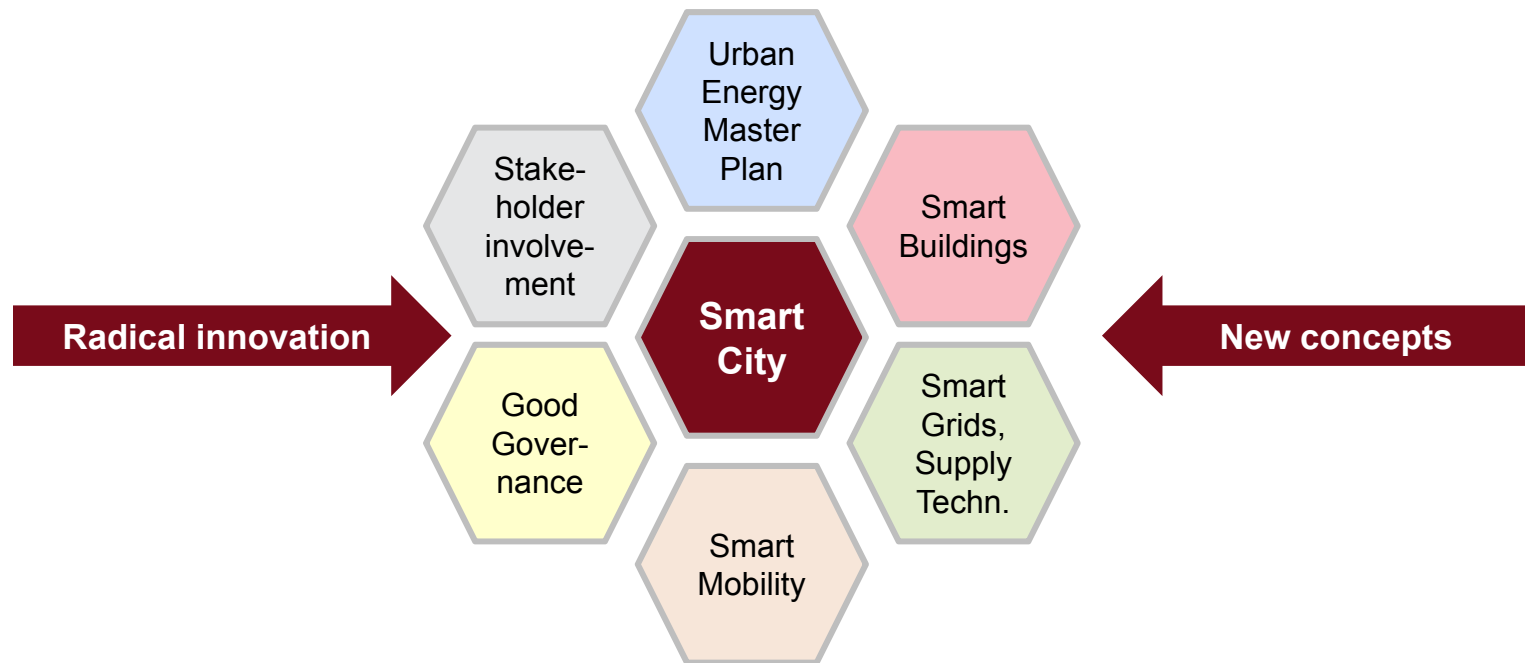 Urban
Energy
Master
Plan
Stake-
holder
involve-
ment
Smart
Buildings
Radical innovation
Smart
City
New concepts
Good
Gover-
nance
Smart
Grids,
Supply
Techn.
Smart
Mobility